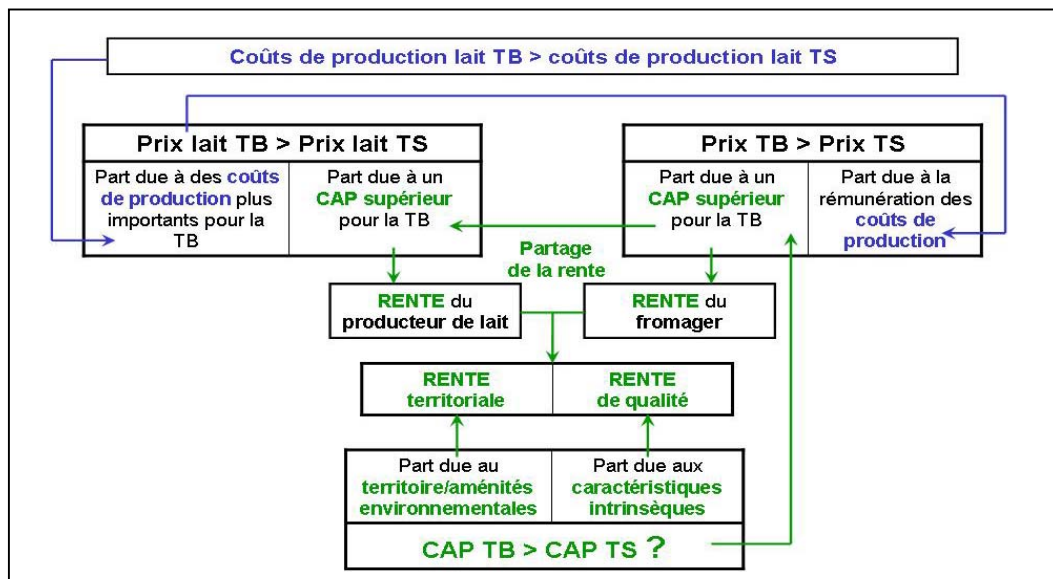 Coûts de production lait TB > coûts de production lait TS
Prix lait TB > Prix lait TS
Part due à des coûts
de production plus
importants pour la
TB
Part due à un
CAP supérieur
pour la TB
Prix TB > Prix TS
Part due à un
CAP supérieur
pour la TB
Part due à la
rémunération des
coûts de
production
Partage
de la rente
RENTE du
producteur de lait
RENTE du
fromager
RENTE
territoriale
RENTE
de qualité
Part due au
territoire/aménités
environnementales
Part due aux
caractéristiques
intrinsèques
CAP TB > CAP TS ?